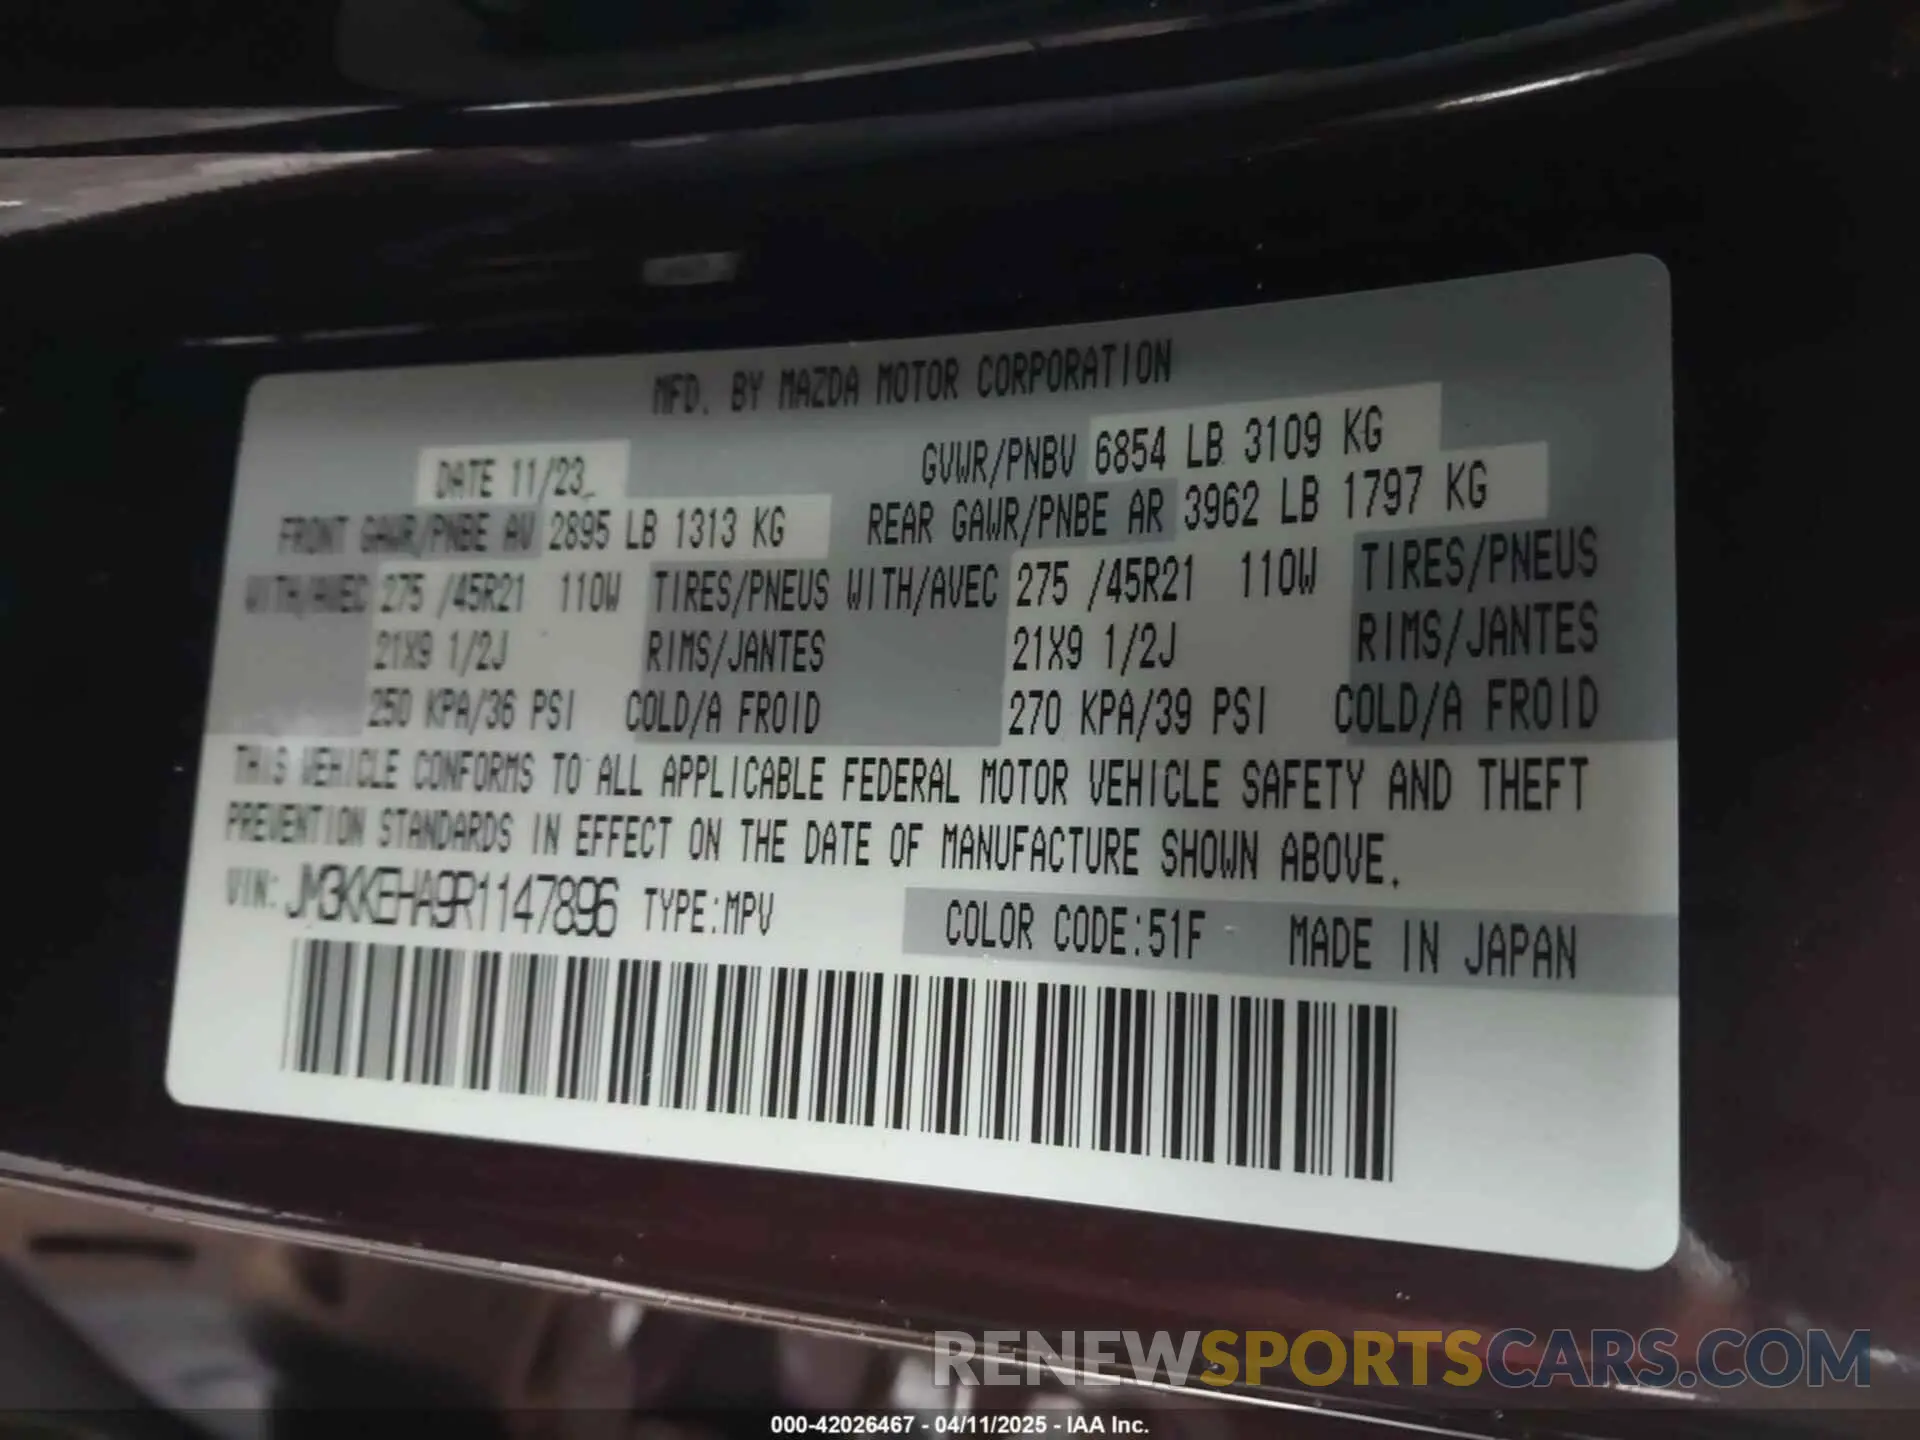 MFD. BY MAZDA MOTOR CORPORATION
DATE 11/23 GVWR/PNBV 6854 LB 3109 KG
FRONT GAWR/PNBE AV 2895 LB 1313 KG REAR GAWR/PNBE AR 3962 LB 1797 KG
WITH/AVEC 275 /45R21 110W TIRES/PNEUS WITH/AVEC 275 /45R21 110W TIRES/PNEUS
21X9 1/2J RIMS/JANTES 21X9 1/2J RIMS/JANTES
250 KPA/36 PSI COLD/A FROID 270 KPA/39 PSI COLD/A FROID
THIS VEHICLE CONFORMS TO ALL APPLICABLE FEDERAL MOTOR VEHICLE SAFETY AND THEFT
PREVENTION STANDARDS IN EFFECT ON THE DATE OF MANUFACTURE SHOWN ABOVE.
VIN: JM3KKEHA9R1147896 TYPE:MPV COLOR CODE:51F MADE IN JAPAN
RENEWSPORTSCARS.COM
000-42026467 - 04/11/2025 - IAA Inc.